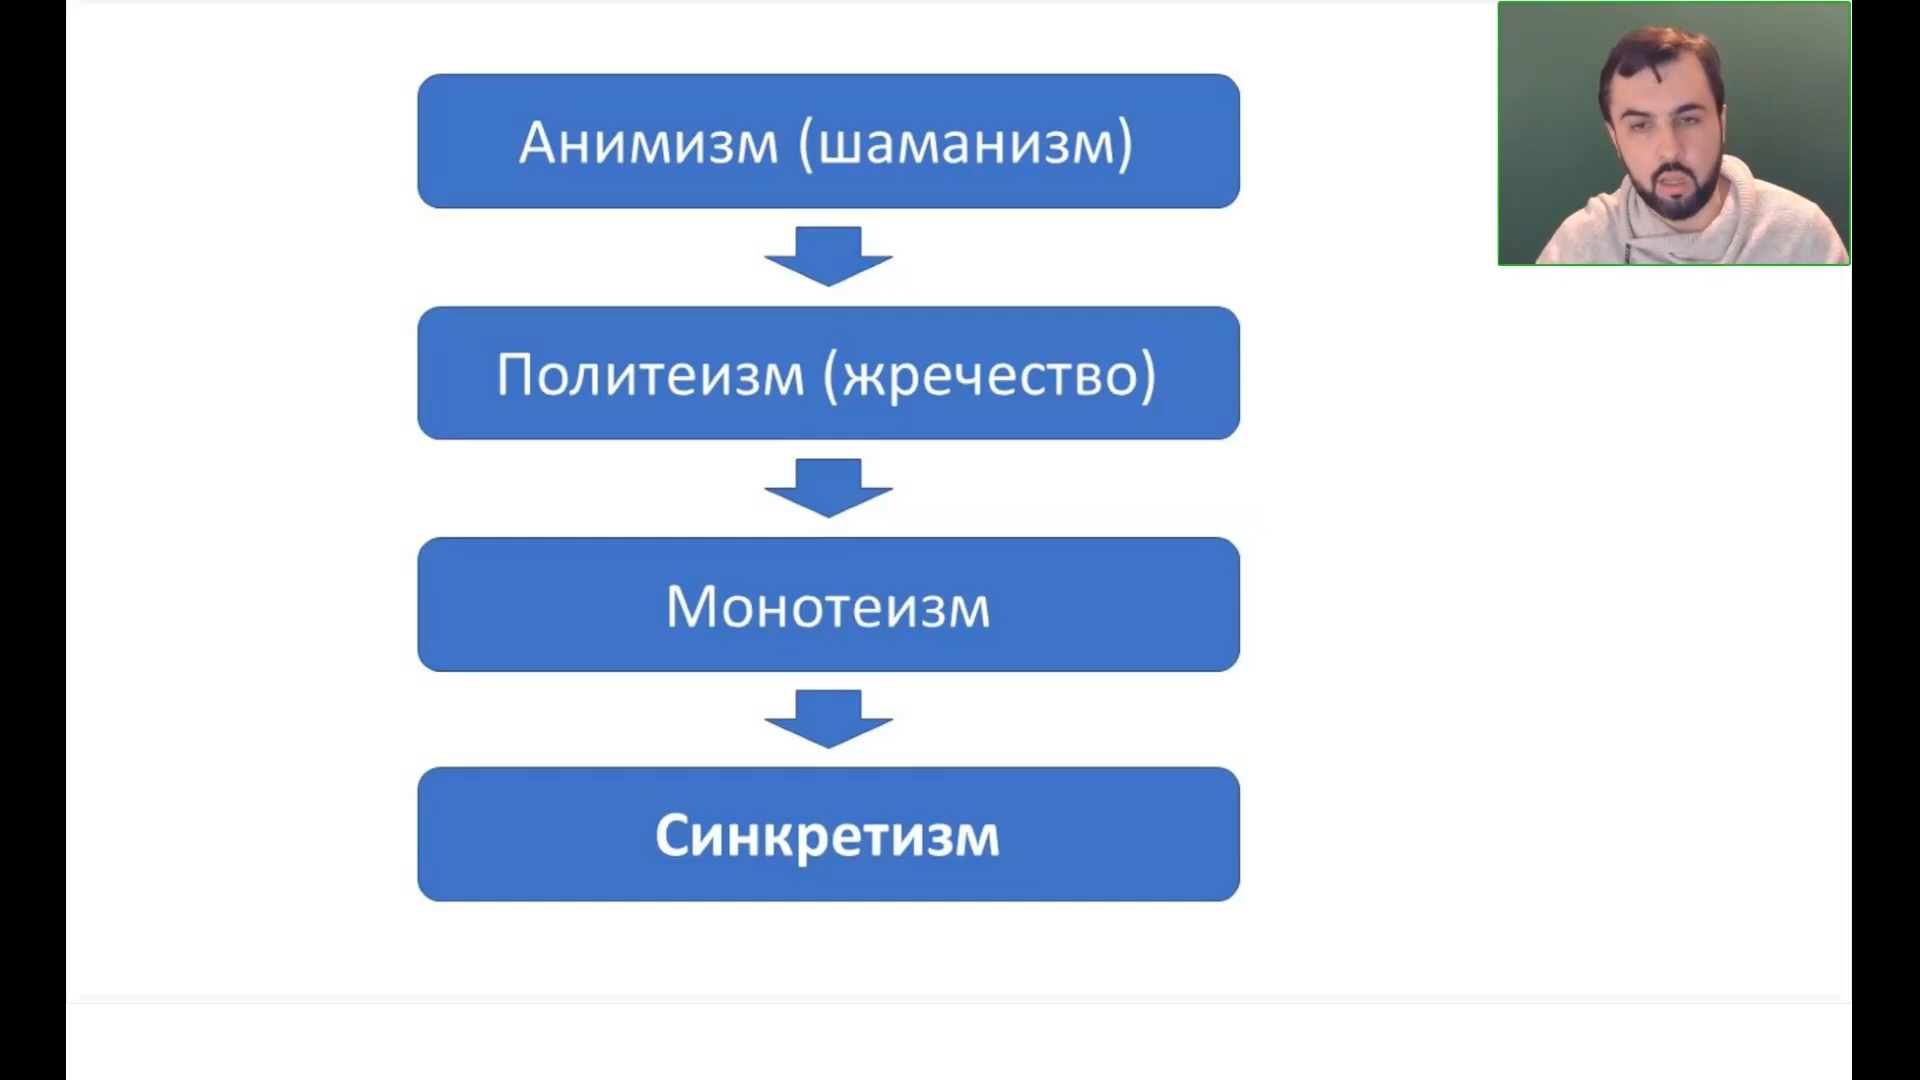 Анимизм (шаманизм)
Политеизм (жречество)
Монотеизм
Синкретизм